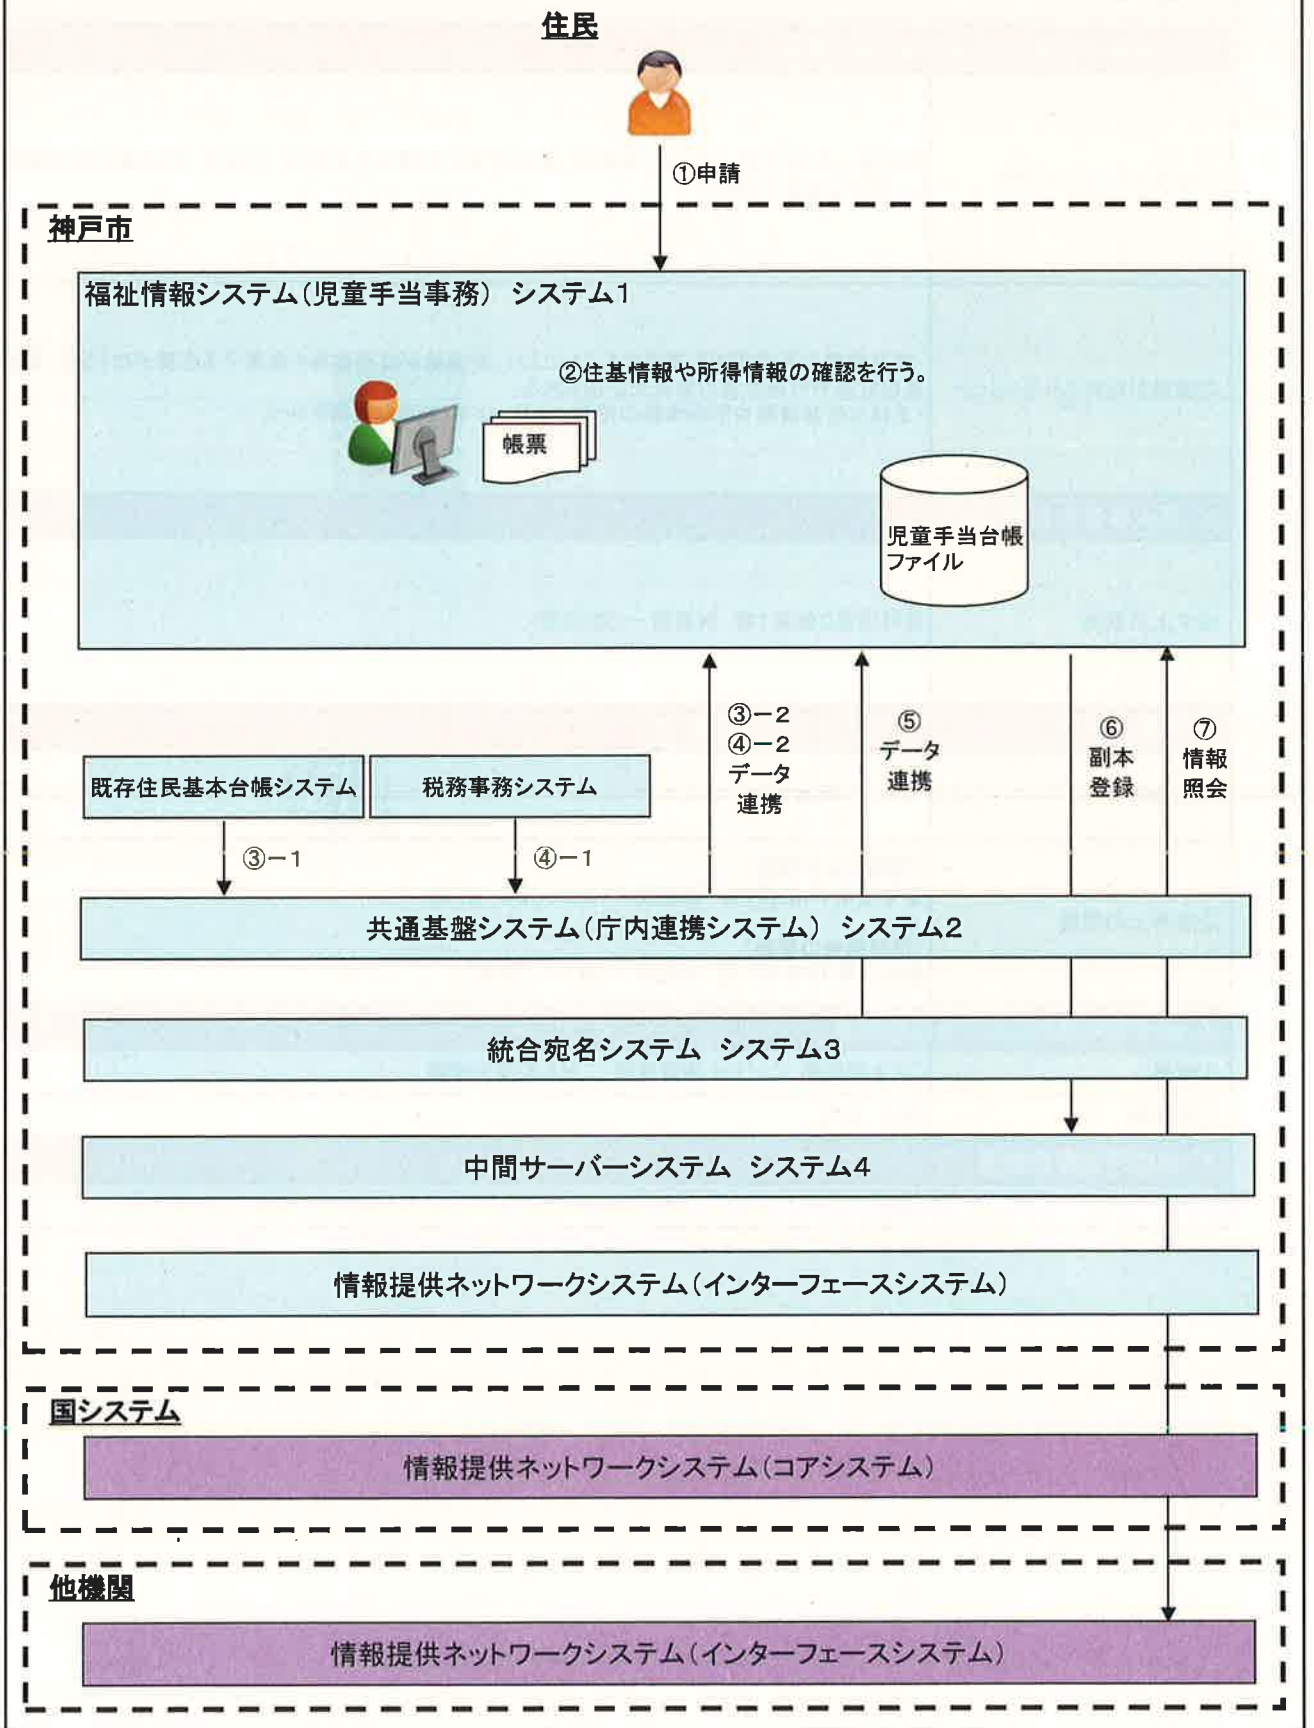 住民
①申請
神戸市
福祉情報システム(児童手当事務) システム1
②住基情報や所得情報の確認を行う。
帳票
児童手当台帳
ファイル
③-2
④-2
データ
連携
⑤
データ
連携
⑥
副本
登録
⑦
情報
照会
既存住民基本台帳システム
税務事務システム
③-1
④-1
共通基盤システム(庁内連携システム) システム2
統合宛名システム システム3
中間サーバーシステム システム4
情報提供ネットワークシステム(インターフェースシステム)
国システム
情報提供ネットワークシステム(コアシステム)
他機関
情報提供ネットワークシステム(インターフェースシステム)